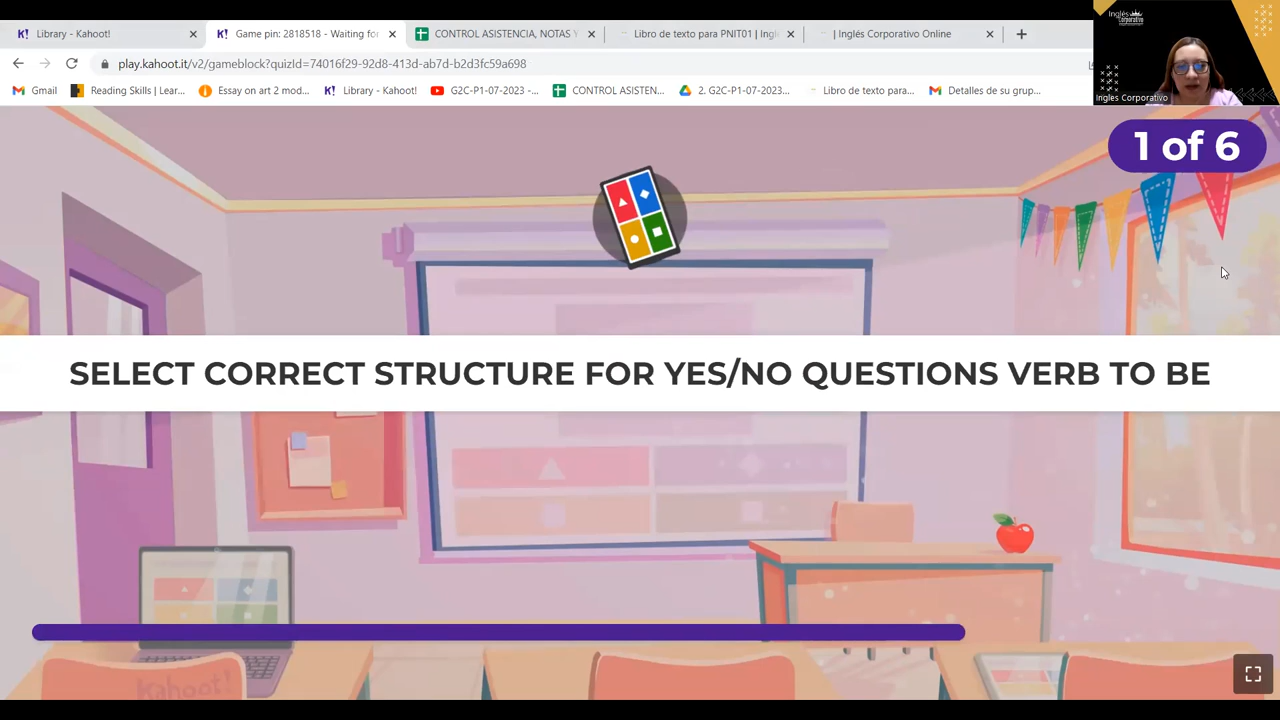 Library - Kahoot!
Game pin: 2818518 - Waiting for
CONTROL ASISTENCIA, NOTAS Y
Libro de texto para PNIT01 | Ingl
| Inglés Corporativo Online
play.kahoot.it/v2/gameblock?quizId=74016f29-92d8-413d-ab7d-b2d3fc59a698
Gmail
Reading Skills | Lear...
Essay on art 2 mod...
Library - Kahoot!
G2C-P1-07-2023 -...
CONTROL ASISTEN...
2. G2C-P1-07-2023...
Libro de texto para...
Detalles de su grup...
Inglés
Corporativo
Ingles Corporativo
1 of 6
SELECT CORRECT STRUCTURE FOR YES/NO QUESTIONS VERB TO BE
Kahoot!